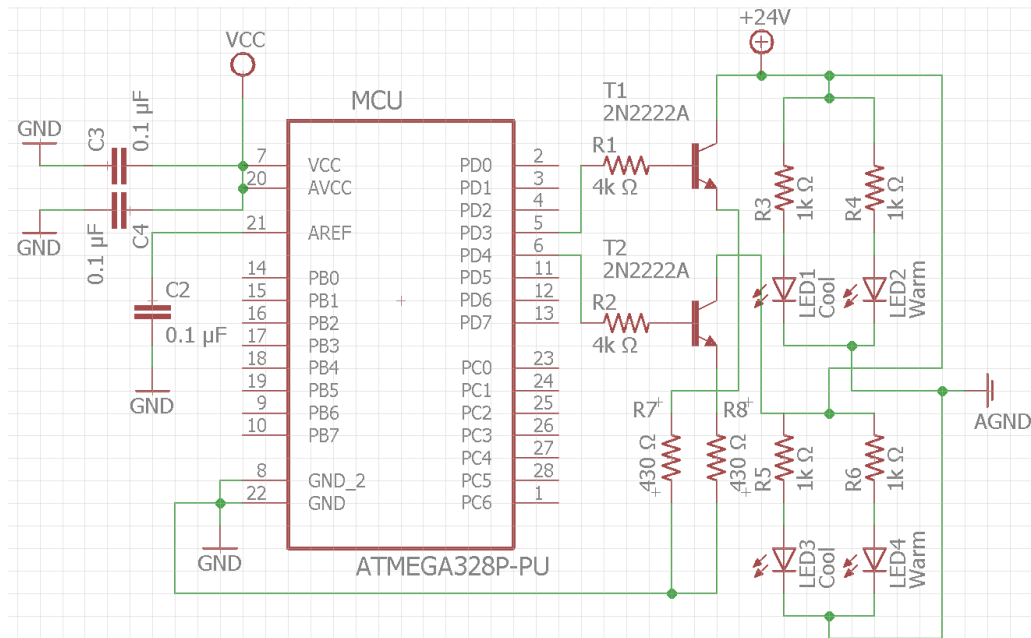 +24V
VCC
MCU
T1
2N2222A
GND
C3
0.1 µF
R1
4k Ω
7 VCC
20 AVCC
21 AREF
14 PB0
15 PB1
16 PB2
17 PB3
18 PB4
19 PB5
9 PB6
10 PB7
8 GND_2
22 GND
PD0 2
PD1 3
PD2 4
PD3 5
PD4 6
PD5 11
PD6 12
PD7 13
PC0 23
PC1 24
PC2 25
PC3 26
PC4 27
PC5 28
PC6 1
GND
C4
0.1 µF
C2
0.1 µF
GND
GND
ATMEGA328P-PU
T2
2N2222A
R2
4k Ω
R3
1k Ω
R4
1k Ω
LED1
Cool
LED2
Warm
R7
430 Ω
R8
430 Ω
AGND
R5
1k Ω
R6
1k Ω
LED3
Cool
LED4
Warm